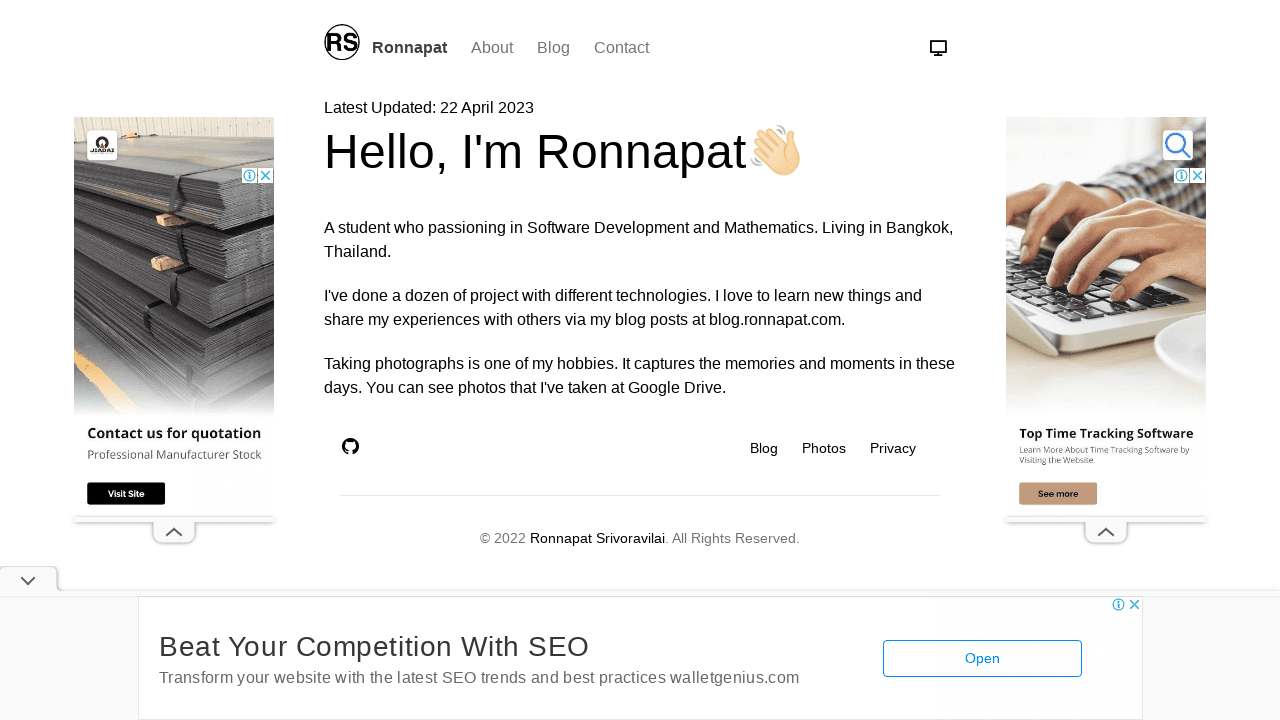 RS Ronnapat About Blog Contact
Latest Updated: 22 April 2023
Hello, I'm Ronnapat👋
A student who passioning in Software Development and Mathematics. Living in Bangkok,
Thailand.
I've done a dozen of project with different technologies. I love to learn new things and
share my experiences with others via my blog posts at blog.ronnapat.com.
Taking photographs is one of my hobbies. It captures the memories and moments in these
days. You can see photos that I've taken at Google Drive.
Blog Photos Privacy
© 2022 Ronnapat Srivoravilai. All Rights Reserved.
JIADAI
Contact us for quotation
Professional Manufacturer Stock
Visit Site
Top Time Tracking Software
Learn More About Time Tracking Software by
Visiting the Website
See more
Beat Your Competition With SEO
Transform your website with the latest SEO trends and best practices walletgenius.com
Open